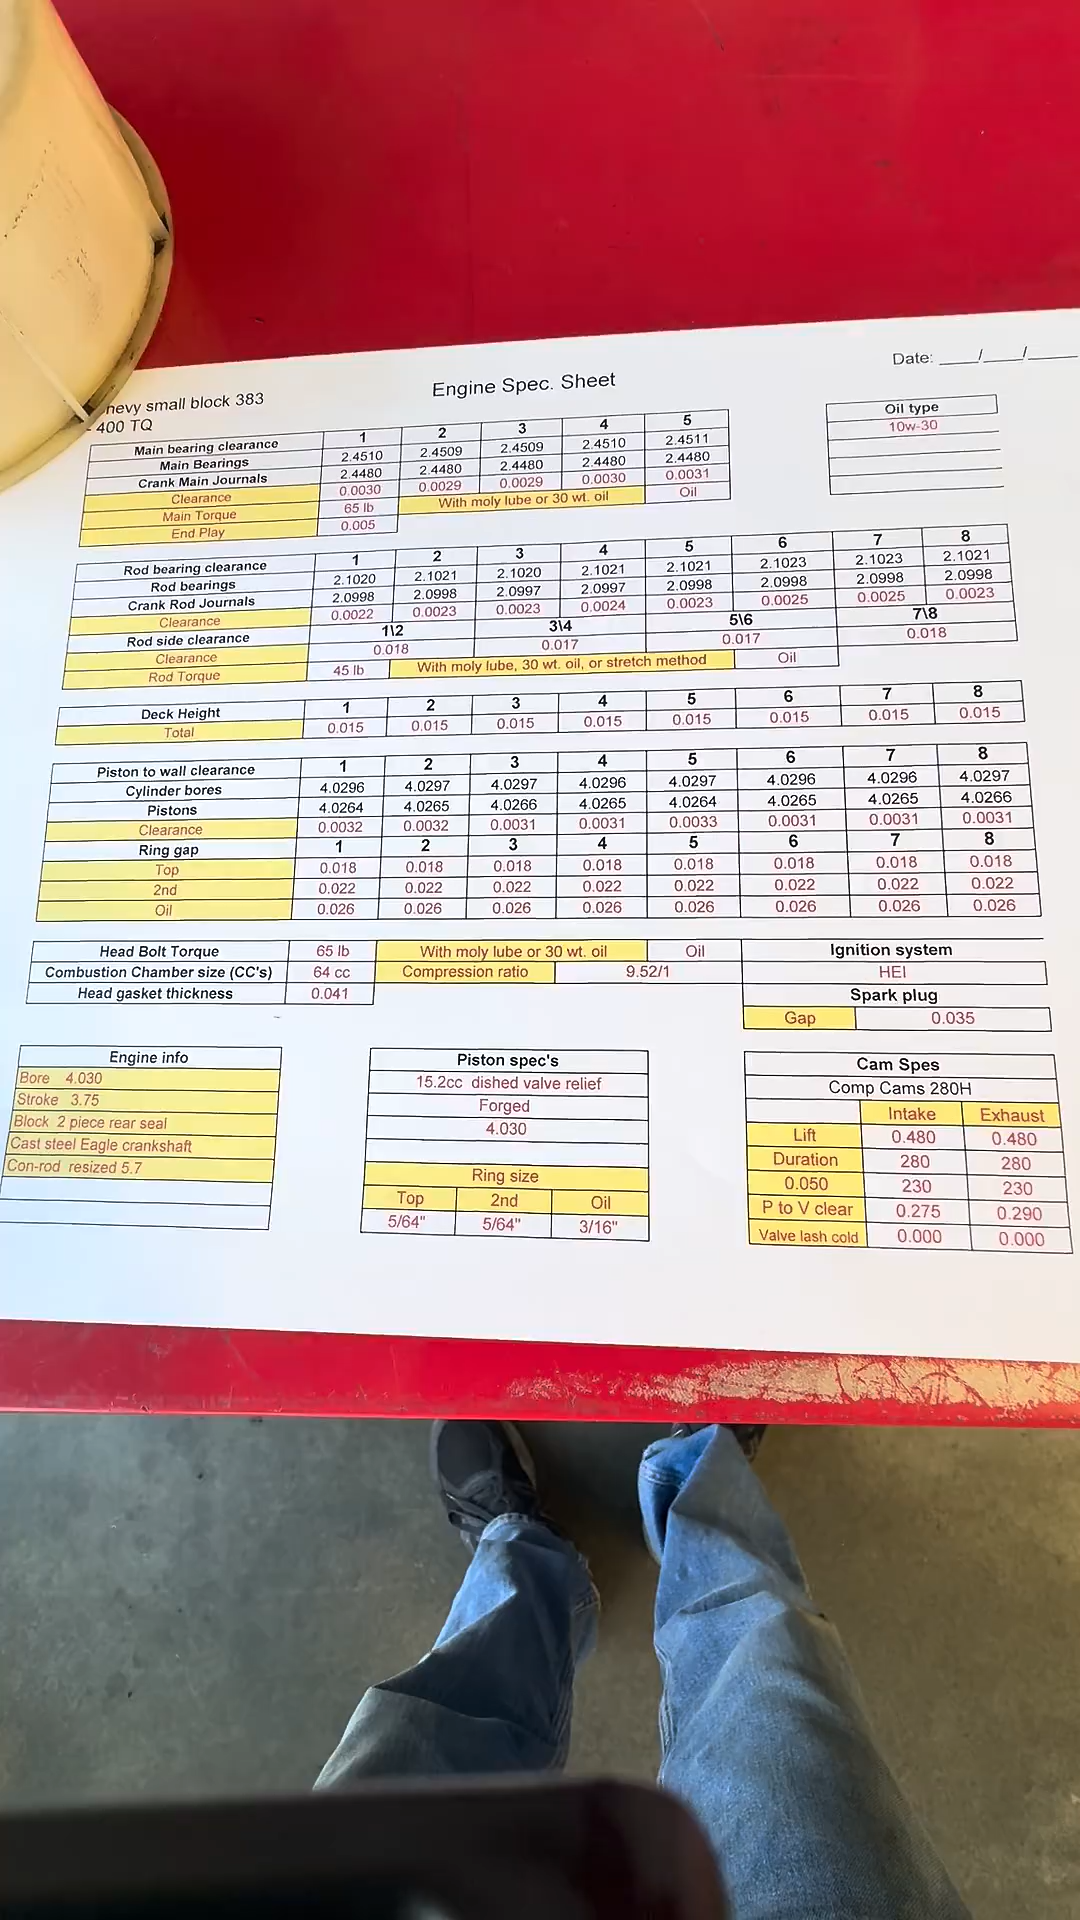 Date: ___/___/____
Engine Spec. Sheet
hevy small block 383
400 TQ
Oil type
10w-30
Main bearing clearance 1 2 3 4 5
Main Bearings 2.4510 2.4509 2.4509 2.4510 2.4511
Crank Main Journals 2.4480 2.4480 2.4480 2.4480 2.4480
Clearance 0.0030 0.0029 0.0029 0.0030 0.0031
Main Torque 65 lb With moly lube or 30 wt. oil Oil
End Play 0.005
Rod bearing clearance 1 2 3 4 5 6 7 8
Rod bearings 2.1020 2.1021 2.1020 2.1021 2.1021 2.1023 2.1023 2.1021
Crank Rod Journals 2.0998 2.0998 2.0997 2.0997 2.0998 2.0998 2.0998 2.0998
Clearance 0.0022 0.0023 0.0023 0.0024 0.0023 0.0025 0.0025 0.0023
Rod side clearance 1\2 3\4 5\6 7\8
Clearance 0.018 0.017 0.017 0.018
Rod Torque 45 lb With moly lube, 30 wt. oil, or stretch method Oil
Deck Height 1 2 3 4 5 6 7 8
Total 0.015 0.015 0.015 0.015 0.015 0.015 0.015 0.015
Piston to wall clearance 1 2 3 4 5 6 7 8
Cylinder bores 4.0296 4.0297 4.0297 4.0296 4.0297 4.0296 4.0296 4.0297
Pistons 4.0264 4.0265 4.0266 4.0265 4.0264 4.0265 4.0265 4.0266
Clearance 0.0032 0.0032 0.0031 0.0031 0.0033 0.0031 0.0031 0.0031
Ring gap 1 2 3 4 5 6 7 8
Top 0.018 0.018 0.018 0.018 0.018 0.018 0.018 0.018
2nd 0.022 0.022 0.022 0.022 0.022 0.022 0.022 0.022
Oil 0.026 0.026 0.026 0.026 0.026 0.026 0.026 0.026
Head Bolt Torque 65 lb With moly lube or 30 wt. oil Oil
Combustion Chamber size (CC's) 64 cc Compression ratio 9.52/1
Head gasket thickness 0.041
Ignition system
HEI
Spark plug
Gap 0.035
Engine info
Bore 4.030
Stroke 3.75
Block 2 piece rear seal
Cast steel Eagle crankshaft
Con-rod resized 5.7
Piston spec's
15.2cc dished valve relief
Forged
4.030
Ring size
Top 2nd Oil
5/64" 5/64" 3/16"
Cam Spes
Comp Cams 280H
Intake Exhaust
Lift 0.480 0.480
Duration 280 280
0.050 230 230
P to V clear 0.275 0.290
Valve lash cold 0.000 0.000